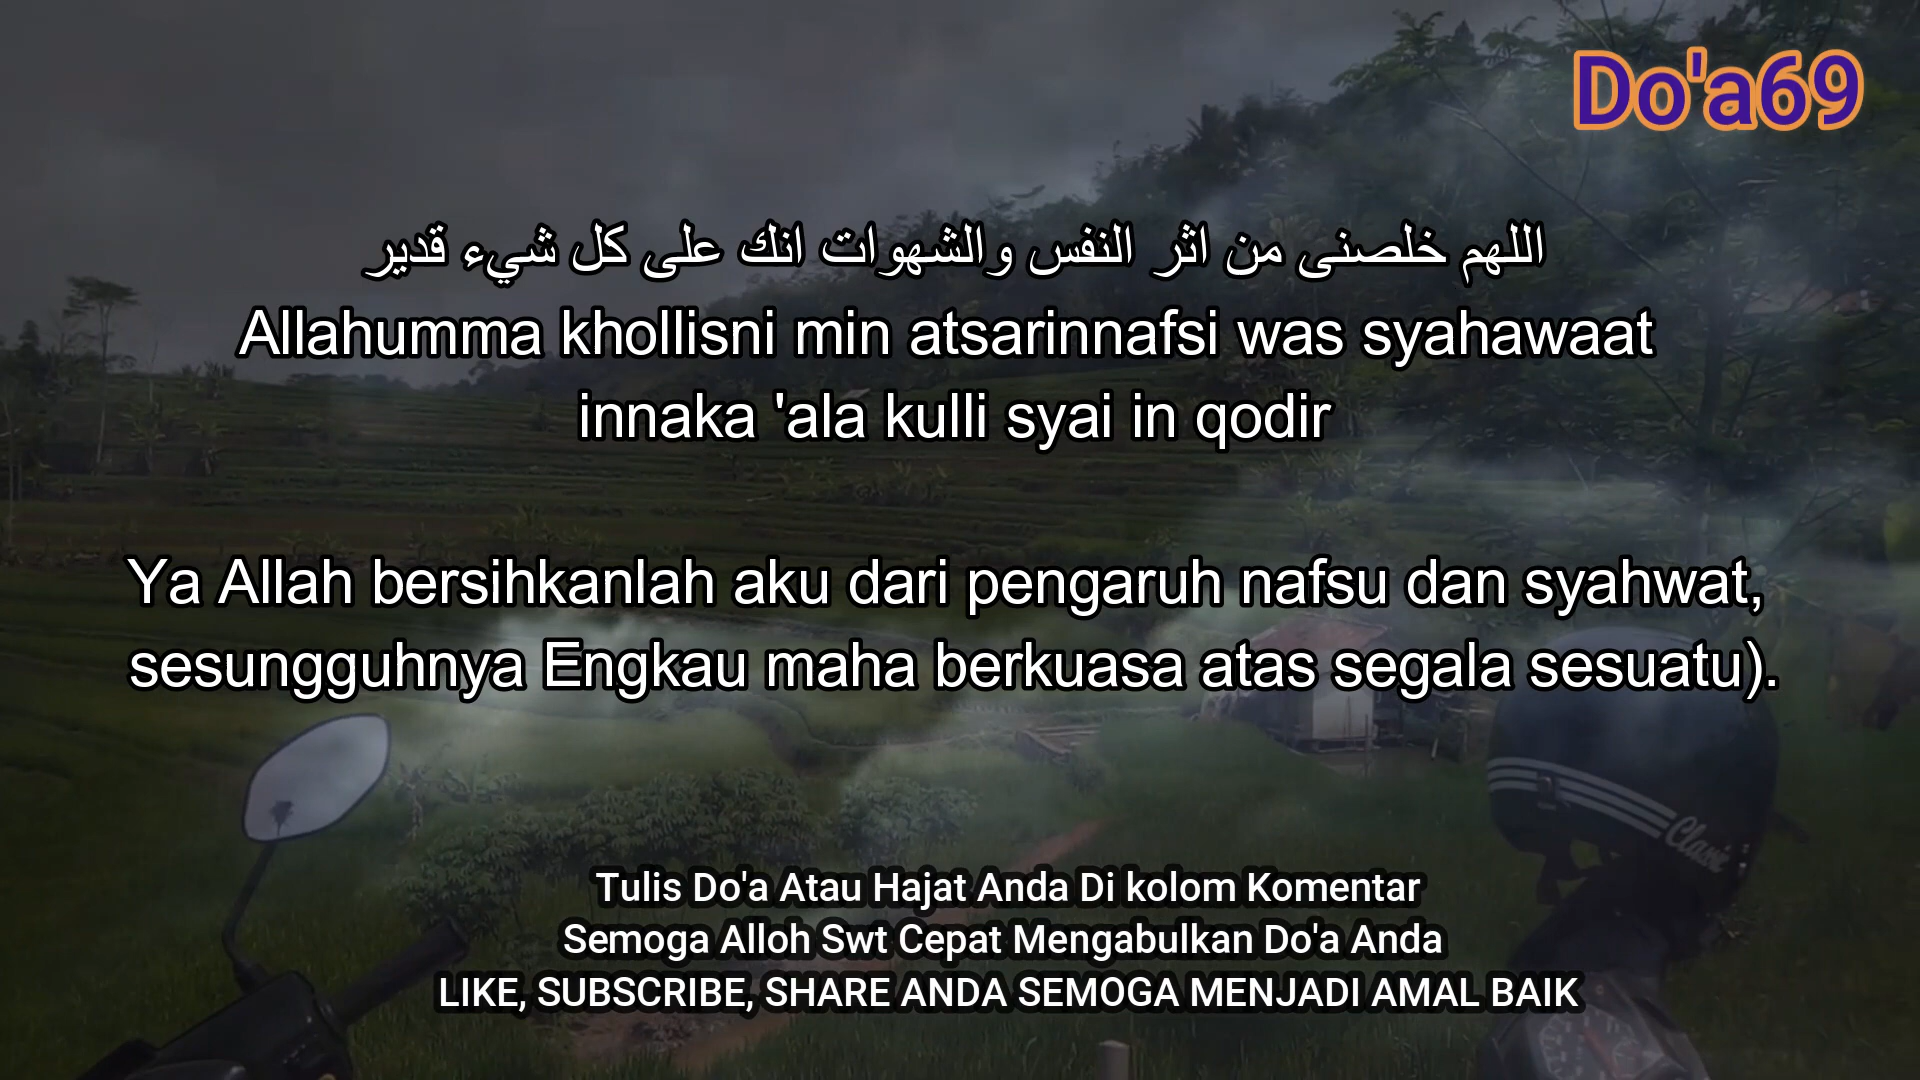 Do'a69
اللهم خلصنى من اثر النفس والشهوات انك على كل شيء قدير
Allahumma khollisni min atsarinnafsi was syahawaat
innaka 'ala kulli syai in qodir
Ya Allah bersihkanlah aku dari pengaruh nafsu dan syahwat,
sesungguhnya Engkau maha berkuasa atas segala sesuatu).
Classic
Tulis Do'a Atau Hajat Anda Di kolom Komentar
Semoga Alloh Swt Cepat Mengabulkan Do'a Anda
LIKE, SUBSCRIBE, SHARE ANDA SEMOGA MENJADI AMAL BAIK